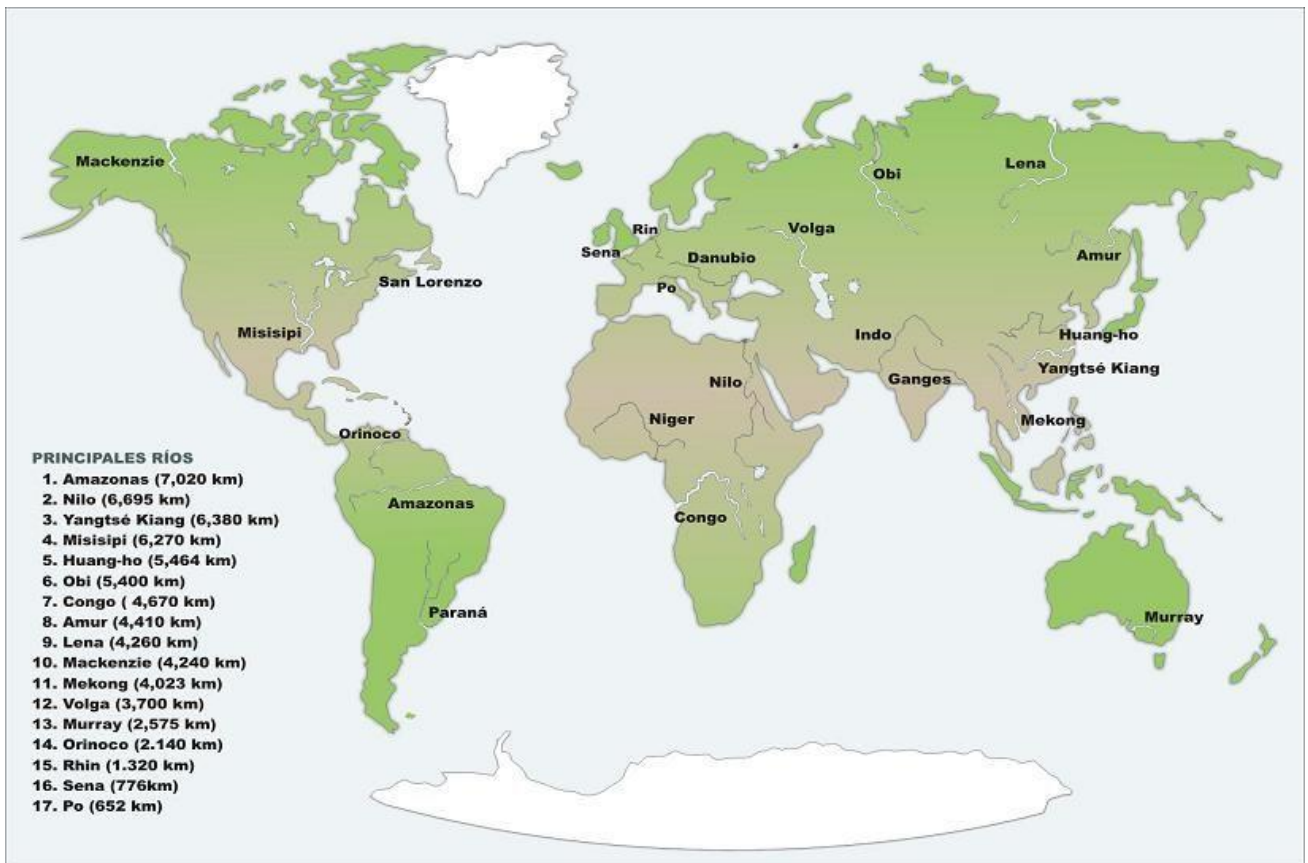 Mackenzie
Lena
Obi
Rin
Volga
Sena
Danubio
Amur
San Lorenzo
Po
Misisipi
Indo
Huang-ho
Yangtsé Kiang
Nilo
Ganges
Niger
Mekong
Orinoco
Amazonas
Congo
Paraná
Murray
PRINCIPALES RÍOS
1. Amazonas (7,020 km)
2. Nilo (6,695 km)
3. Yangtsé Kiang (6,380 km)
4. Misisipi (6,270 km)
5. Huang-ho (5,464 km)
6. Obi (5,400 km)
7. Congo ( 4,670 km)
8. Amur (4,410 km)
9. Lena (4,260 km)
10. Mackenzie (4,240 km)
11. Mekong (4,023 km)
12. Volga (3,700 km)
13. Murray (2,575 km)
14. Orinoco (2.140 km)
15. Rhin (1.320 km)
16. Sena (776km)
17. Po (652 km)